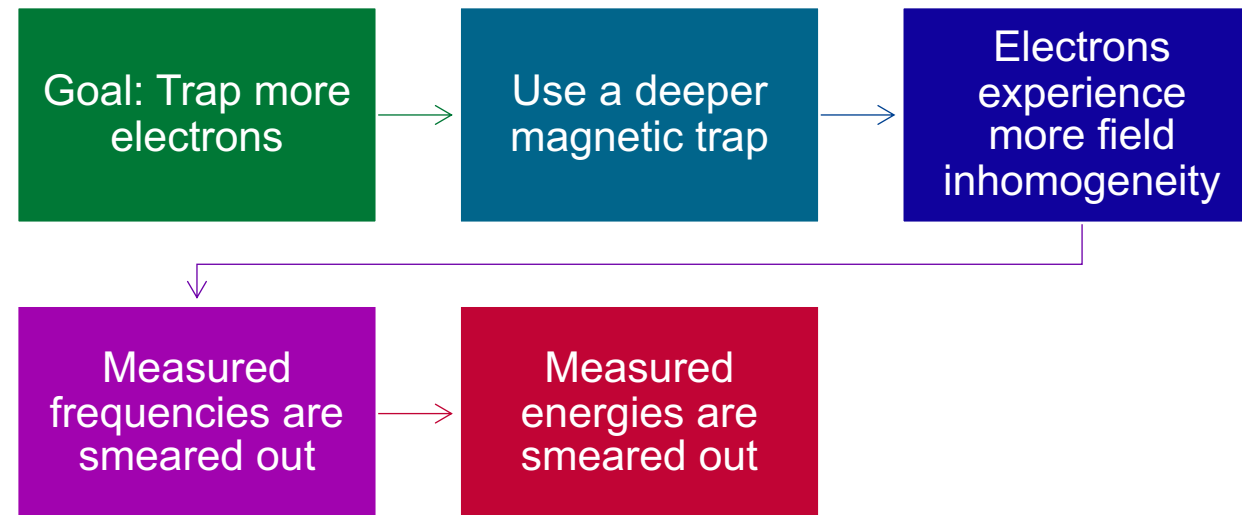 Goal: Trap more
electrons
Use a deeper
magnetic trap
Electrons
experience
more field
inhomogeneity
Measured
frequencies are
smeared out
Measured
energies are
smeared out